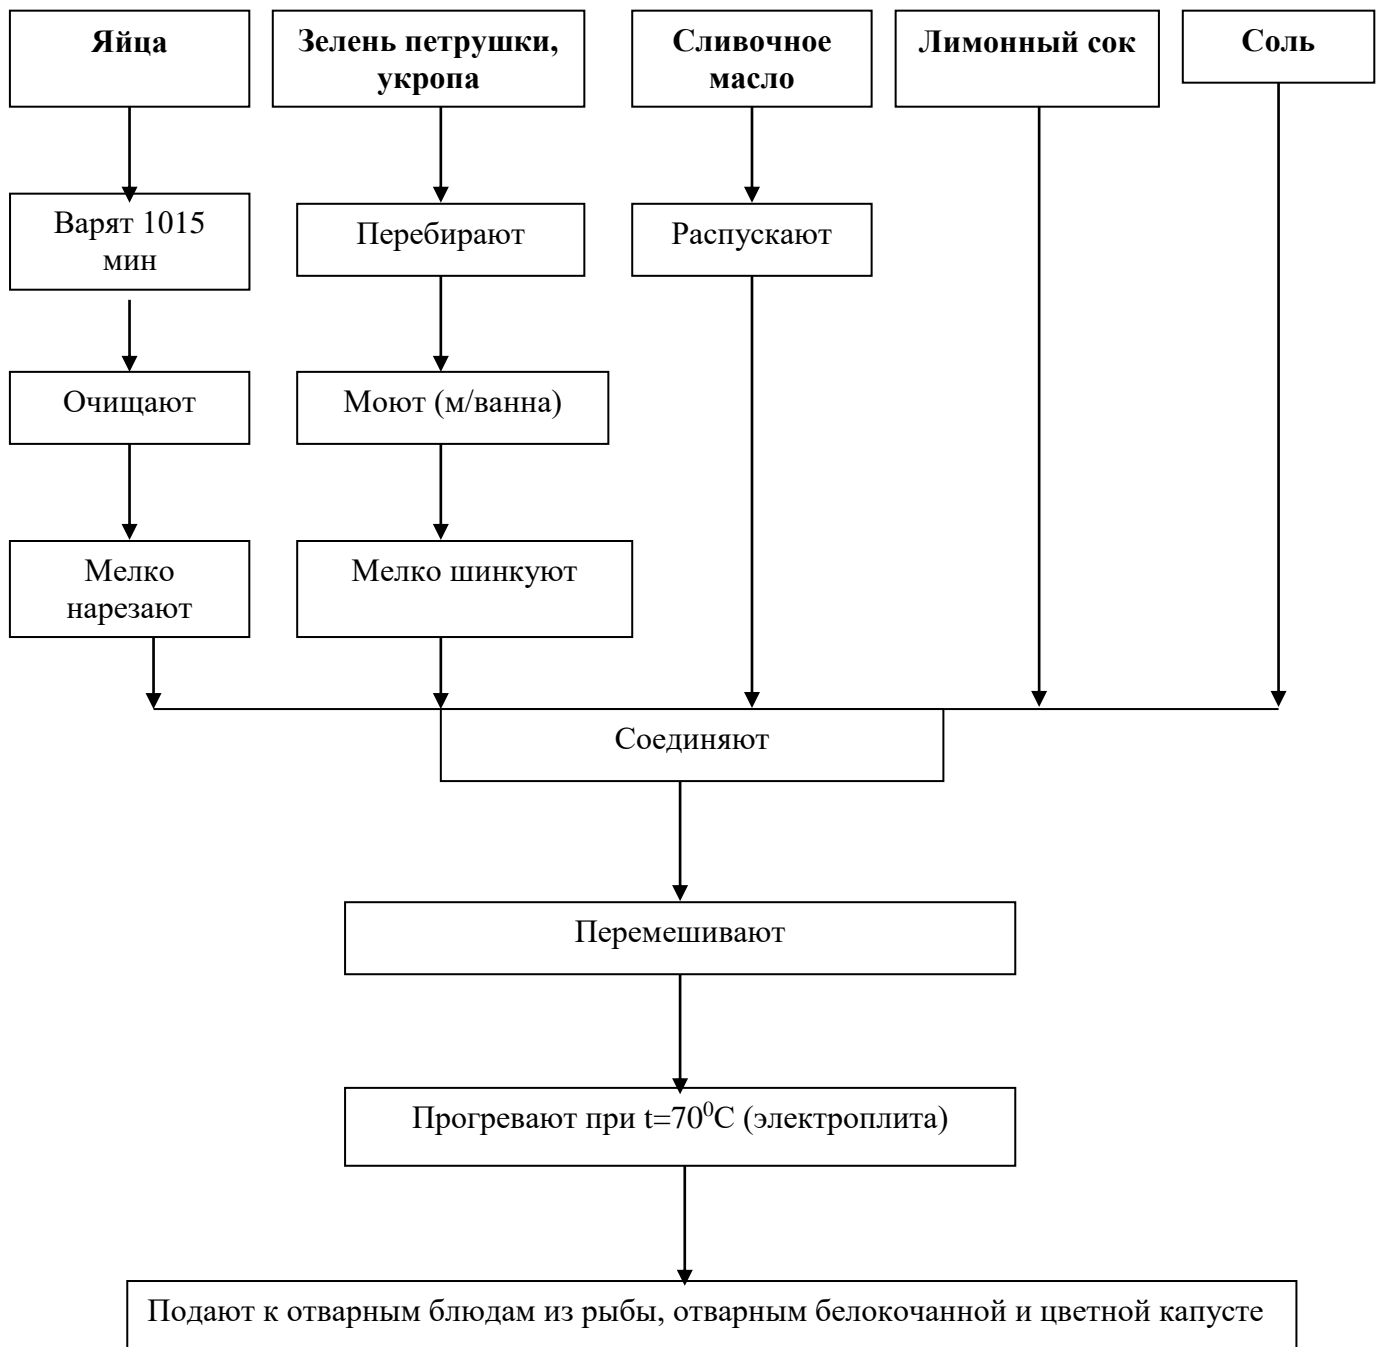 Яйца
Зелень петрушки,
укропа
Сливочное
масло
Лимонный сок
Соль
Варят 1015
мин
Перебирают
Распускают
Очищают
Моют (м/ванна)
Мелко
нарезают
Мелко шинкуют
Соединяют
Перемешивают
Прогревают при t=70⁰С (электроплита)
Подают к отварным блюдам из рыбы, отварным белокочанной и цветной капусте